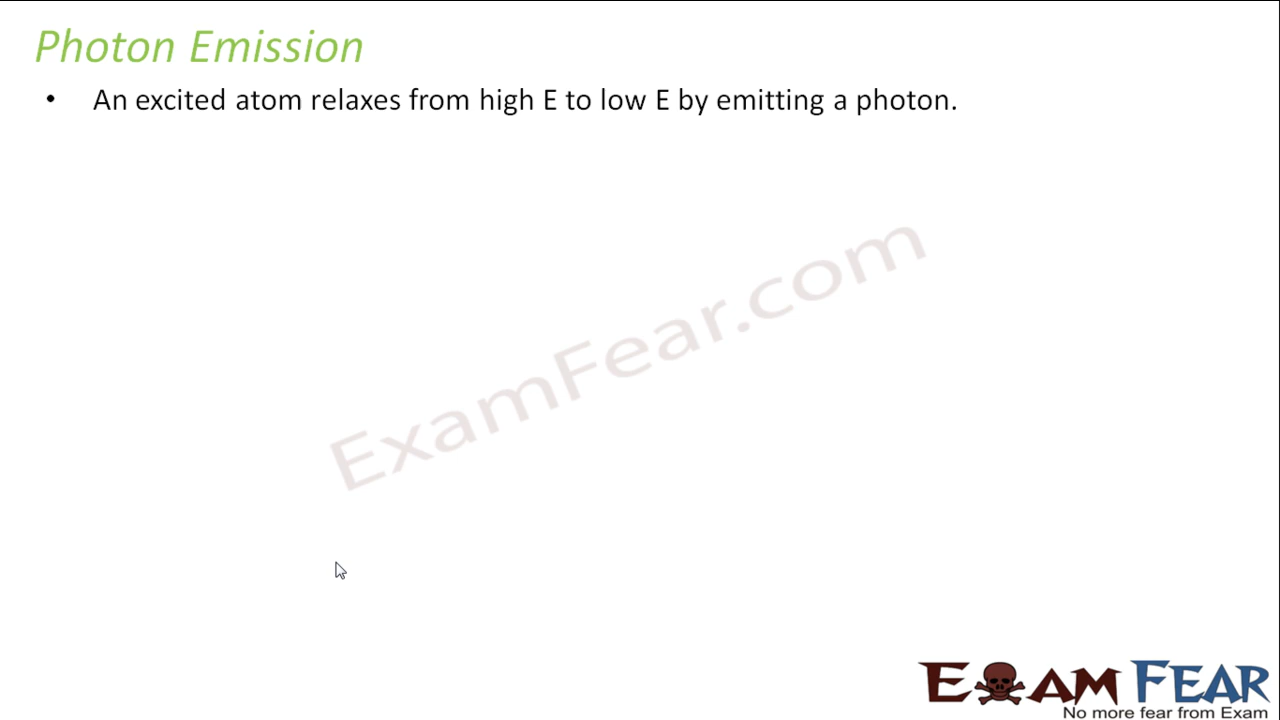 Photon Emission
• An excited atom relaxes from high E to low E by emitting a photon.
ExamFear.com
EXAM FEAR
No more fear from Exam